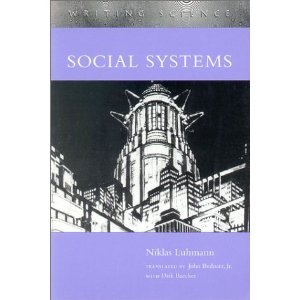 WRITING SCIENCE
SOCIAL SYSTEMS
Niklas Luhmann
TRANSLATED BY John Bednarz, Jr.
WITH Dirk Baecker